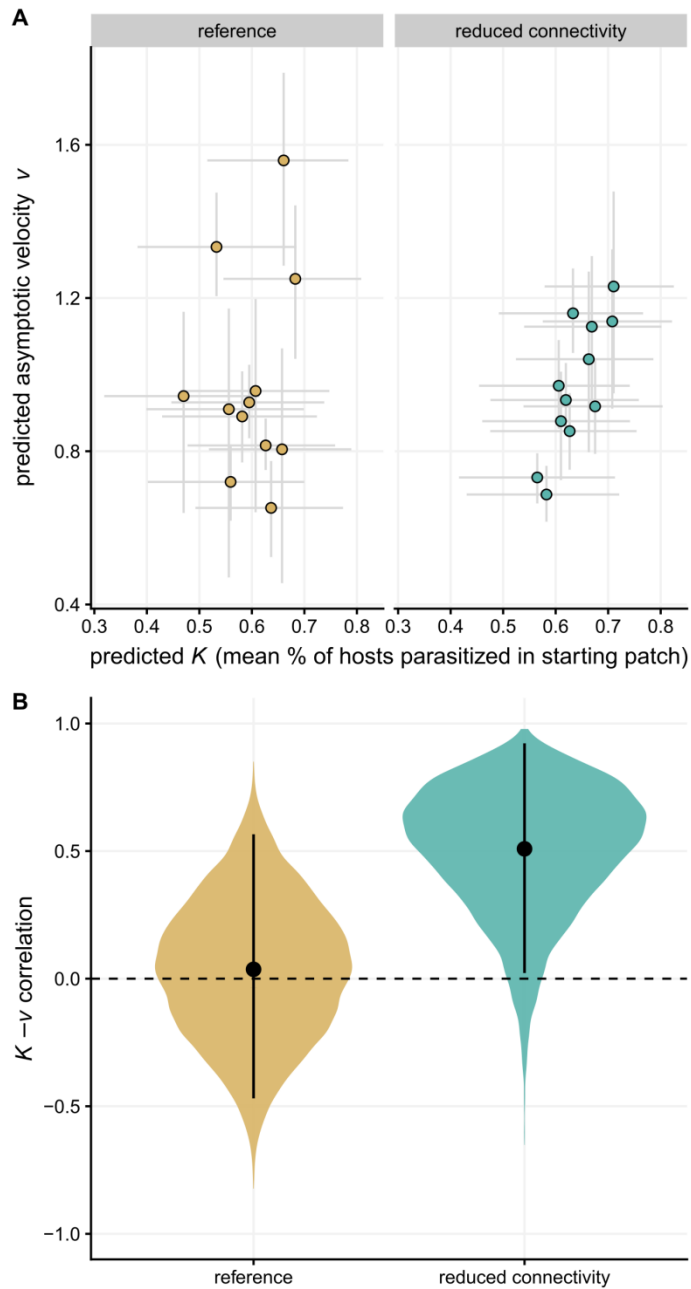 A
reference
reduced connectivity
predicted asymptotic velocity v
1.6
1.2
0.8
0.4
0.3 0.4 0.5 0.6 0.7 0.8
0.3 0.4 0.5 0.6 0.7 0.8
predicted K (mean % of hosts parasitized in starting patch)
B
K −v correlation
1.0
0.5
0.0
−0.5
−1.0
reference
reduced connectivity